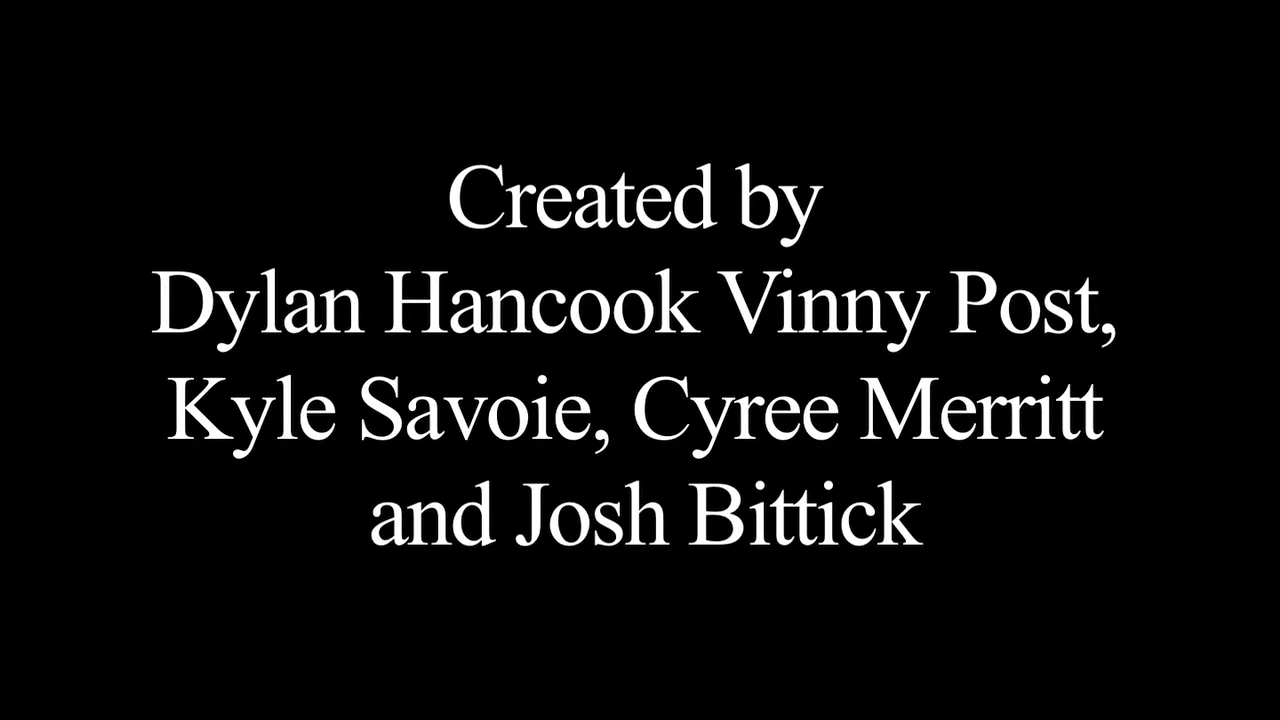 Created by
Dylan Hancook Vinny Post,
Kyle Savoie, Cyree Merritt
and Josh Bittick